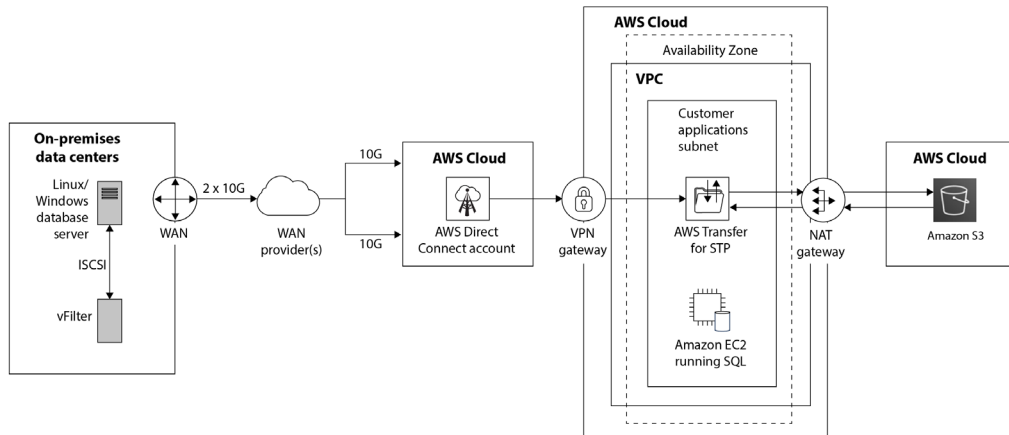 On-premises
data centers
Linux/
Windows
database
server
ISCSI
vFilter
WAN
2 x 10G
WAN
provider(s)
10G
10G
AWS Cloud
AWS Direct
Connect account
AWS Cloud
Availability Zone
VPC
Customer
applications
subnet
VPN
gateway
AWS Transfer
for STP
Amazon EC2
running SQL
NAT
gateway
AWS Cloud
Amazon S3